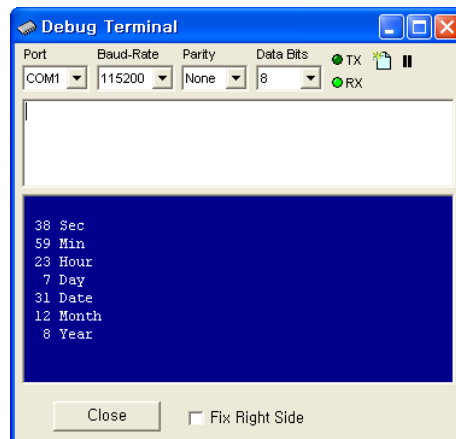 Debug Terminal
Port Baud-Rate Parity Data Bits
COM1 115200 None 8 TX
RX
38 Sec
59 Min
23 Hour
7 Day
31 Date
12 Month
8 Year
Close Fix Right Side